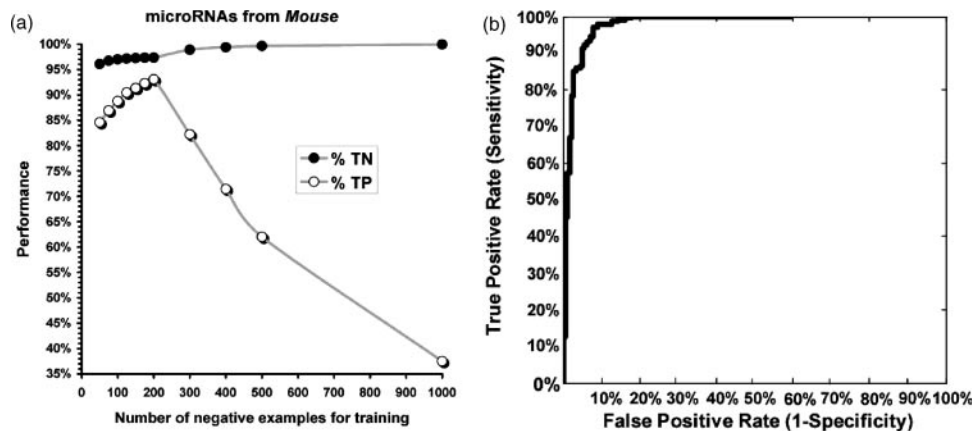 (a)
microRNAs from Mouse
100%
95%
90%
85%
80%
75%
70%
65%
60%
55%
50%
45%
40%
35%
Performance
% TN
% TP
0 100 200 300 400 500 600 700 800 900 1000
Number of negative examples for training
(b)
100%
90%
80%
60%
50%
40%
30%
20%
10%
0%
True Positive Rate (Sensitivity)
10% 20% 30% 40% 50% 60% 70% 80% 90% 100%
False Positive Rate (1-Specificity)